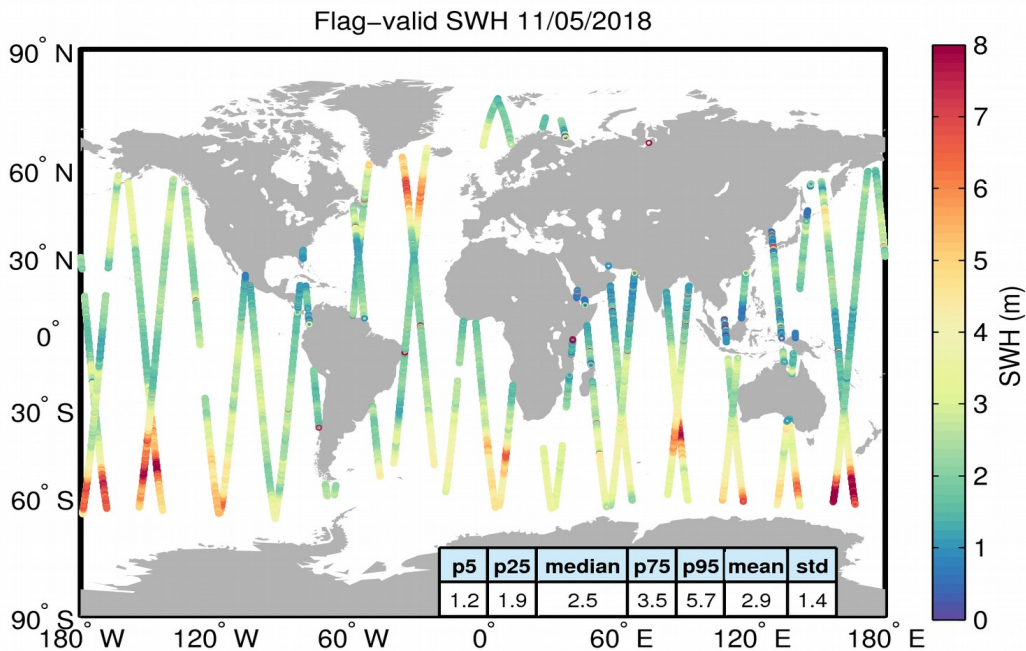 Flag−valid SWH 11/05/2018
90° N
60° N
30° N
0°
30° S
60° S
90° S
180° W
120° W
60° W
0°
60° E
120° E
180° E
8
7
6
5
4
3
2
1
0
SWH (m)
p5 p25 median p75 p95 mean std
1.2 1.9 2.5 3.5 5.7 2.9 1.4